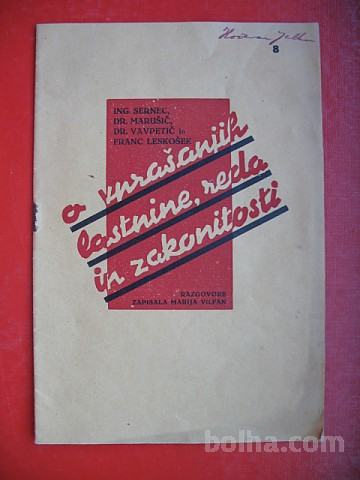 8
ING. SERNEC,
DR. MARUŠIČ,
DR. VAVPETIČ in
FRANC LESKOŠEK
o vprašanjih
lastnine, reda
in zakonitosti
RAZGOVORE
ZAPISALA MARIJA VILFAN
bolha.com